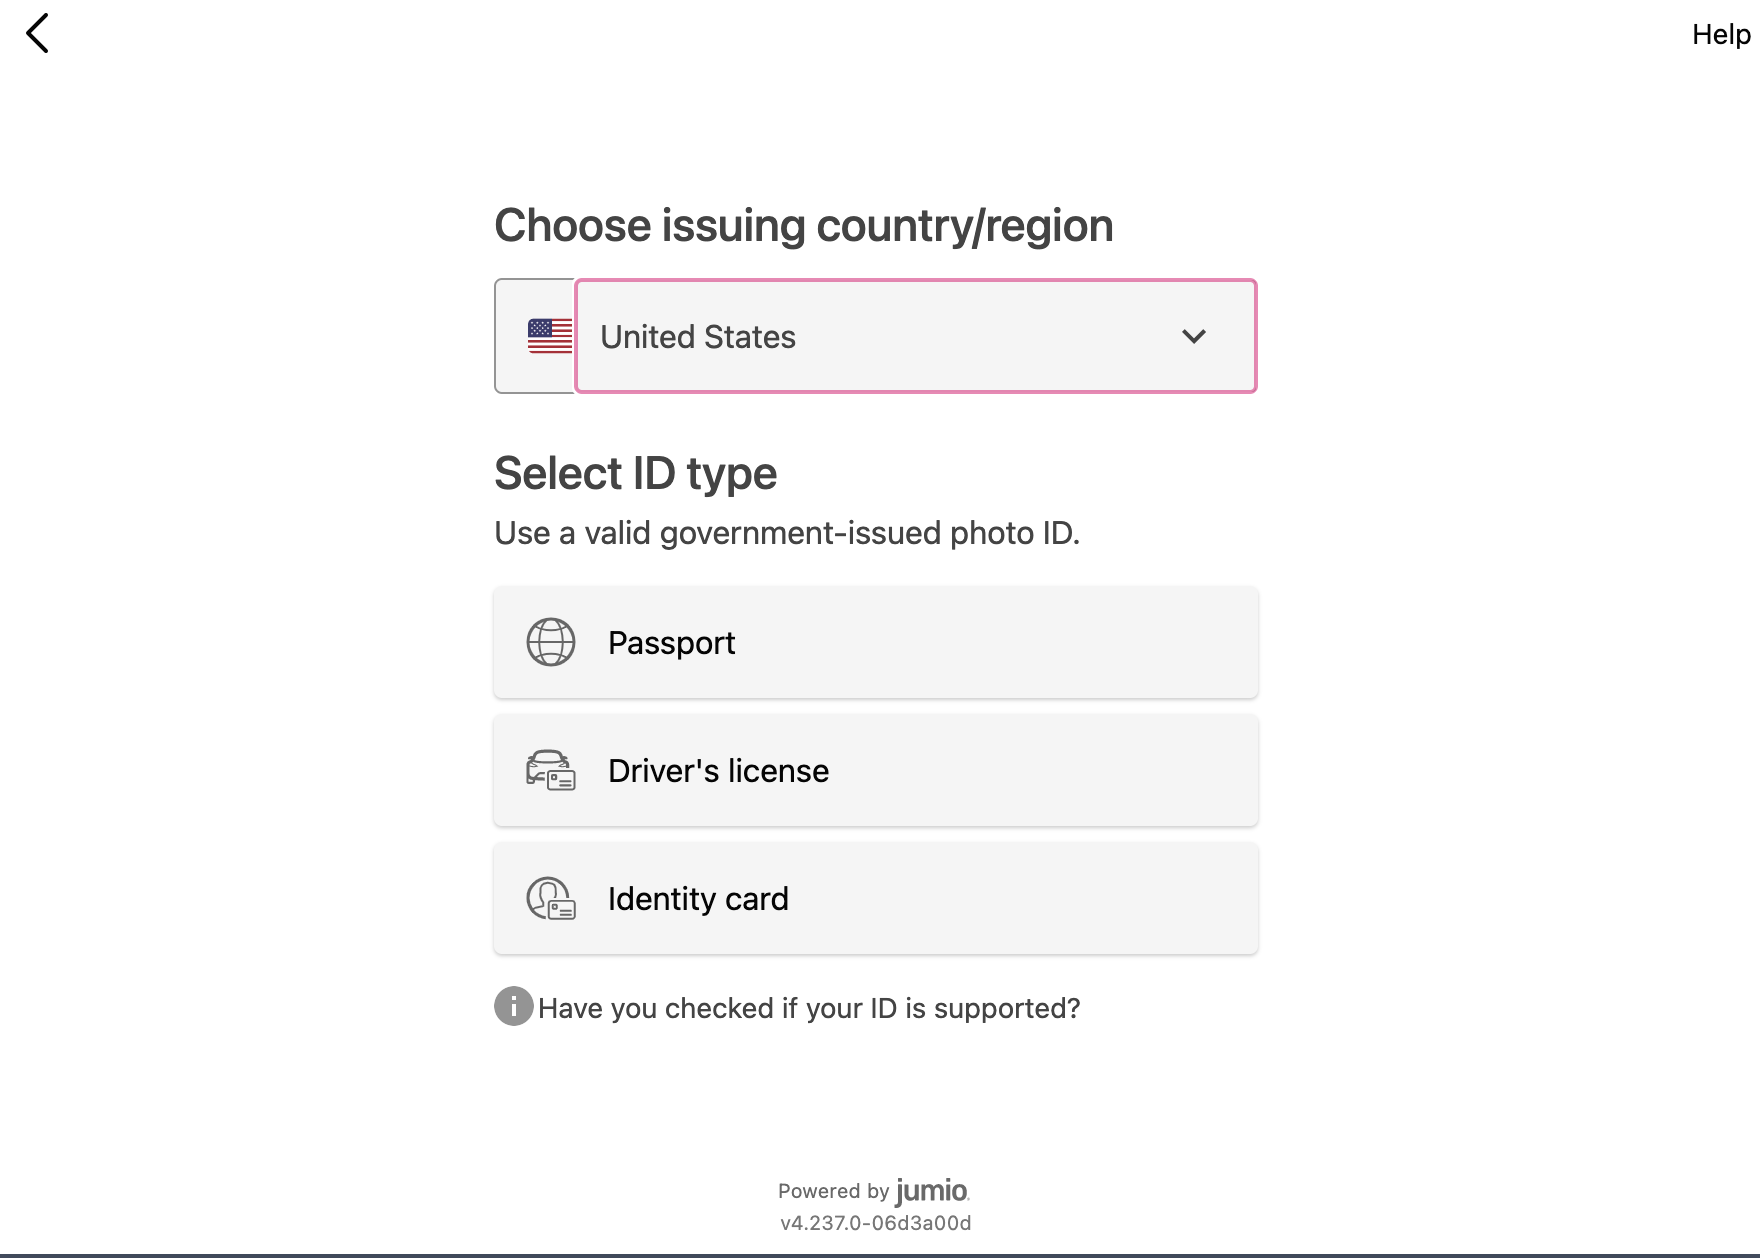 Help
Choose issuing country/region
United States
Select ID type
Use a valid government-issued photo ID.
Passport
Driver's license
Identity card
Have you checked if your ID is supported?
Powered by jumio
v4.237.0-06d3a00d